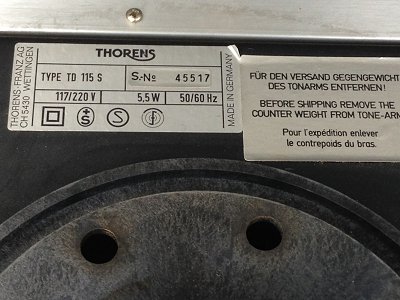 THORENS
TYPE TD 115 S S.-No 45517
117/220 V 5,5 W 50/60 Hz
THORENS-FRANZ AG
CH 5430 WETTINGEN
MADE IN GERMANY
FÜR DEN VERSAND GEGENGEWICHT
DES TONARMS ENTFERNEN!
BEFORE SHIPPING REMOVE THE
COUNTER WEIGHT FROM TONE-ARM
Pour l'expédition enlever
le contrepoids du bras.